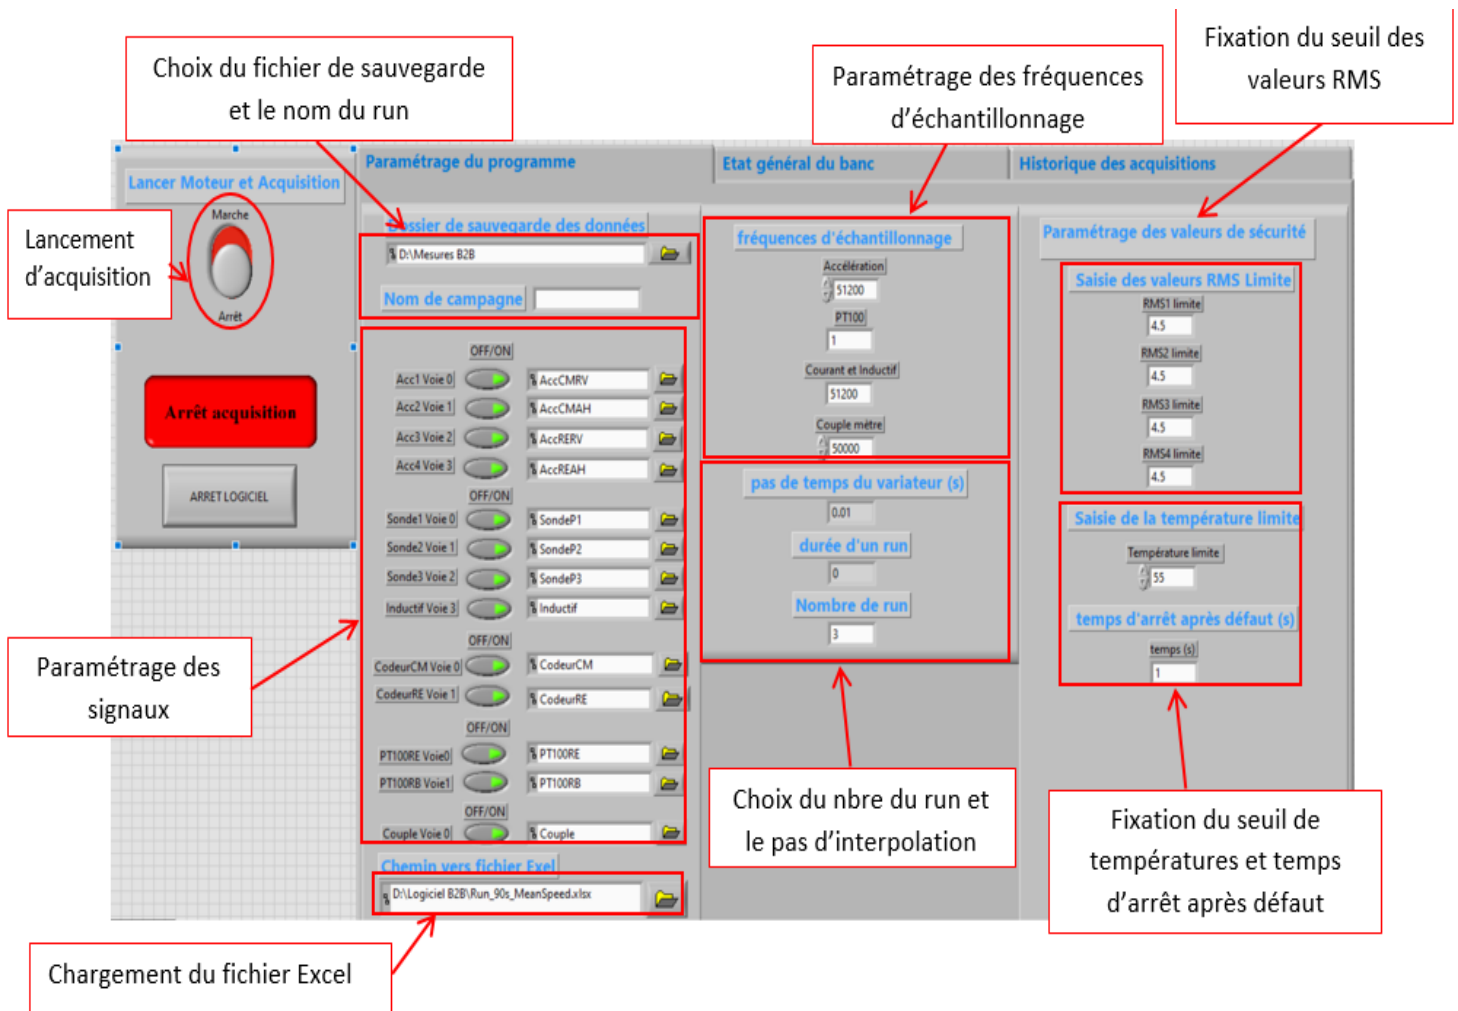 Choix du fichier de sauvegarde
et le nom du run
Paramétrage des fréquences
d'échantillonnage
Fixation du seuil des
valeurs RMS
Lancement
d'acquisition
Paramétrage des
signaux
Chargement du fichier Excel
Choix du nbre du run et
le pas d'interpolation
Fixation du seuil de
températures et temps
d'arrêt après défaut
Lancer Moteur et Acquisition
Marche
Arrêt
Arrêt acquisition
ARRET LOGICIEL
Paramétrage du programme
Etat général du banc
Historique des acquisitions
Dossier de sauvegarde des données
D:\Mesures B2B
Nom de campagne
OFF/ON
Acc1 Voie 0
AccCMRV
Acc2 Voie 1
AccCMAH
Acc3 Voie 2
AccRERV
Acc4 Voie 3
AccREAH
OFF/ON
Sonde1 Voie 0
SondeP1
Sonde2 Voie 1
SondeP2
Sonde3 Voie 2
SondeP3
Inductif Voie 3
Inductif
OFF/ON
CodeurCM Voie 0
CodeurCM
CodeurRE Voie 1
CodeurRE
OFF/ON
PT100RE Voie0
PT100RE
PT100RB Voie1
PT100RB
OFF/ON
Couple Voie 0
Couple
Chemin vers fichier Exel
D:\Logiciel B2B\Run_90s_MeanSpeed.xlsx
fréquences d'échantillonnage
Accélération
51200
PT100
1
Courant et Inductif
51200
Couple mètre
50000
pas de temps du variateur (s)
0.01
durée d'un run
0
Nombre de run
3
Paramétrage des valeurs de sécurité
Saisie des valeurs RMS Limite
RMS1 limite
4.5
RMS2 limite
4.5
RMS3 limite
4.5
RMS4 limite
4.5
Saisie de la température limite
Température limite
55
temps d'arrêt après défaut (s)
temps (s)
1